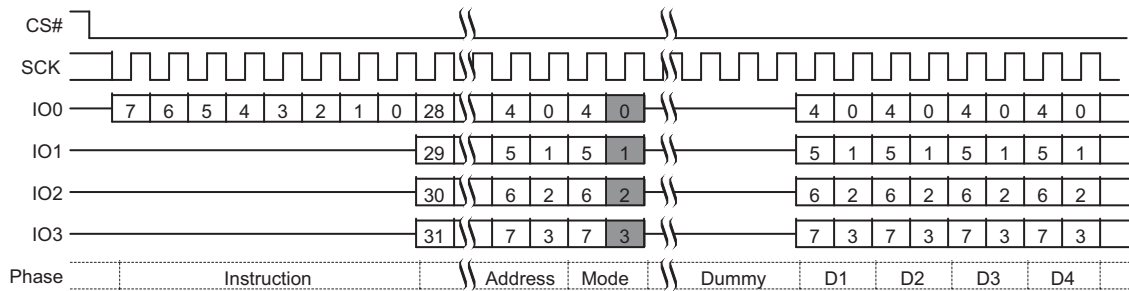 CS#
SCK
IO0 7 6 5 4 3 2 1 0 28 4 0 4 0 4 0 4 0 4 0 4 0
IO1 29 5 1 5 1 5 1 5 1 5 1 5 1
IO2 30 6 2 6 2 6 2 6 2 6 2 6 2
IO3 31 7 3 7 3 7 3 7 3 7 3 7 3
Phase Instruction Address Mode Dummy D1 D2 D3 D4